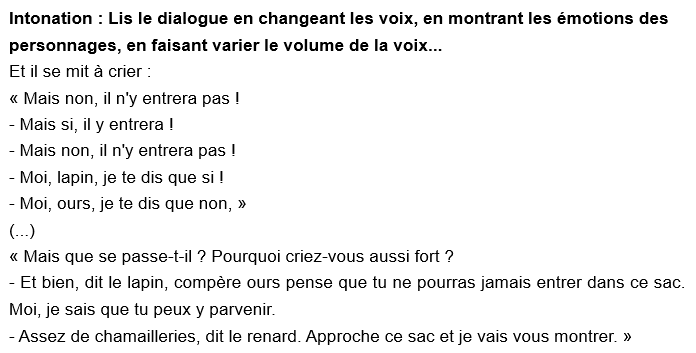 Intonation : Lis le dialogue en changeant les voix, en montrant les émotions des
personnages, en faisant varier le volume de la voix...
Et il se mit à crier :
« Mais non, il n'y entrera pas !
- Mais si, il y entrera !
- Mais non, il n'y entrera pas !
- Moi, lapin, je te dis que si !
- Moi, ours, je te dis que non, »
(...)
« Mais que se passe-t-il ? Pourquoi criez-vous aussi fort ?
- Et bien, dit le lapin, compère ours pense que tu ne pourras jamais entrer dans ce sac.
Moi, je sais que tu peux y parvenir.
- Assez de chamailleries, dit le renard. Approche ce sac et je vais vous montrer. »